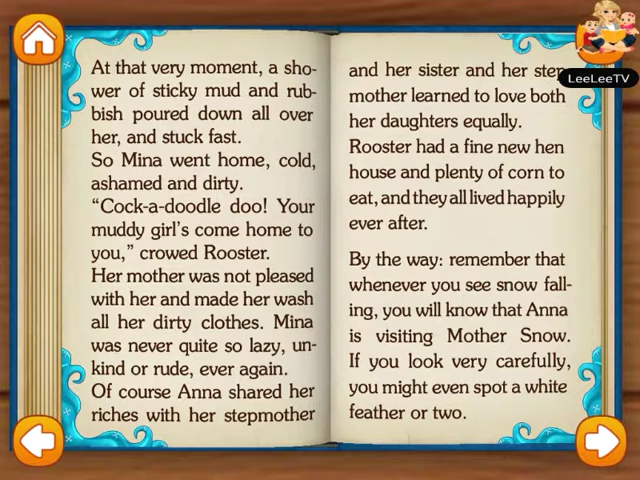 At that very moment, a sho-
wer of sticky mud and rub-
bish poured down all over
her, and stuck fast.
So Mina went home, cold,
ashamed and dirty.
“Cock-a-doodle doo! Your
muddy girl’s come home to
you,” crowed Rooster.
Her mother was not pleased
with her and made her wash
all her dirty clothes. Mina
was never quite so lazy, un-
kind or rude, ever again.
Of course Anna shared her
riches with her stepmother
and her sister and her step
mother learned to love both
her daughters equally.
Rooster had a fine new hen
house and plenty of corn to
eat, and they all lived happily
ever after.
By the way: remember that
whenever you see snow fall-
ing, you will know that Anna
is visiting Mother Snow.
If you look very carefully,
you might even spot a white
feather or two.
LeeLeeTV